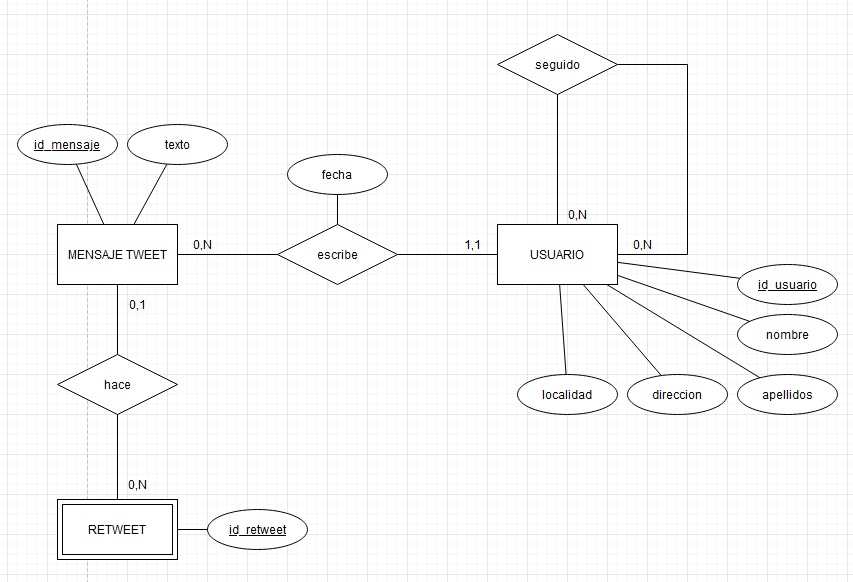 seguido
id_mensaje
texto
fecha
0,N
MENSAJE TWEET
0,N
escribe
1,1
USUARIO
0,N
id_usuario
0,1
nombre
hace
localidad
direccion
apellidos
0,N
RETWEET
id_retweet